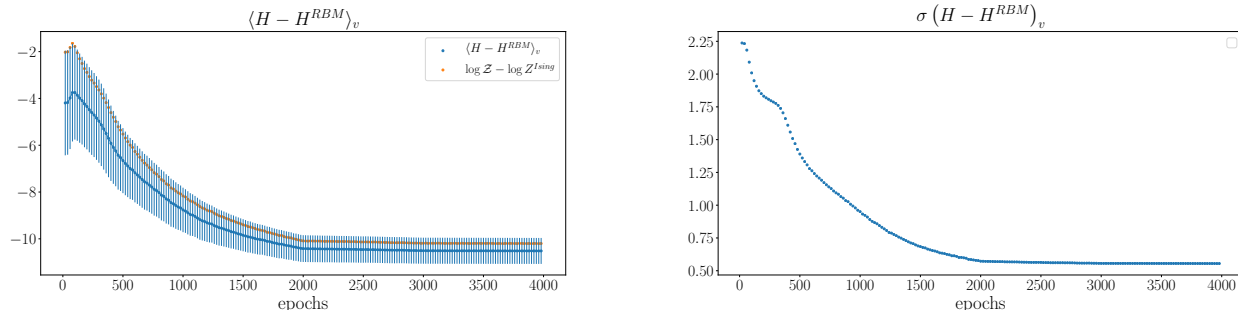 ⟨H − H^{RBM}⟩_v
⟨H − H^{RBM}⟩_v
log 𝒵 − log Z^{Ising}
−2
−4
−6
−8
−10
0 500 1000 1500 2000 2500 3000 3500 4000
epochs
σ (H − H^{RBM})_v
2.25
2.00
1.75
1.50
1.25
1.00
0.75
0.50
0 500 1000 1500 2000 2500 3000 3500 4000
epochs